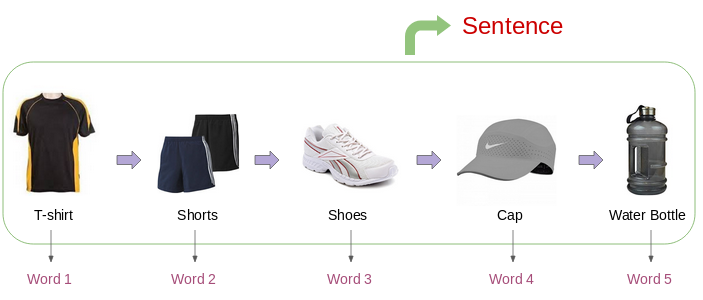 Sentence
T-shirt
Shorts
Shoes
Cap
Water Bottle
Word 1
Word 2
Word 3
Word 4
Word 5